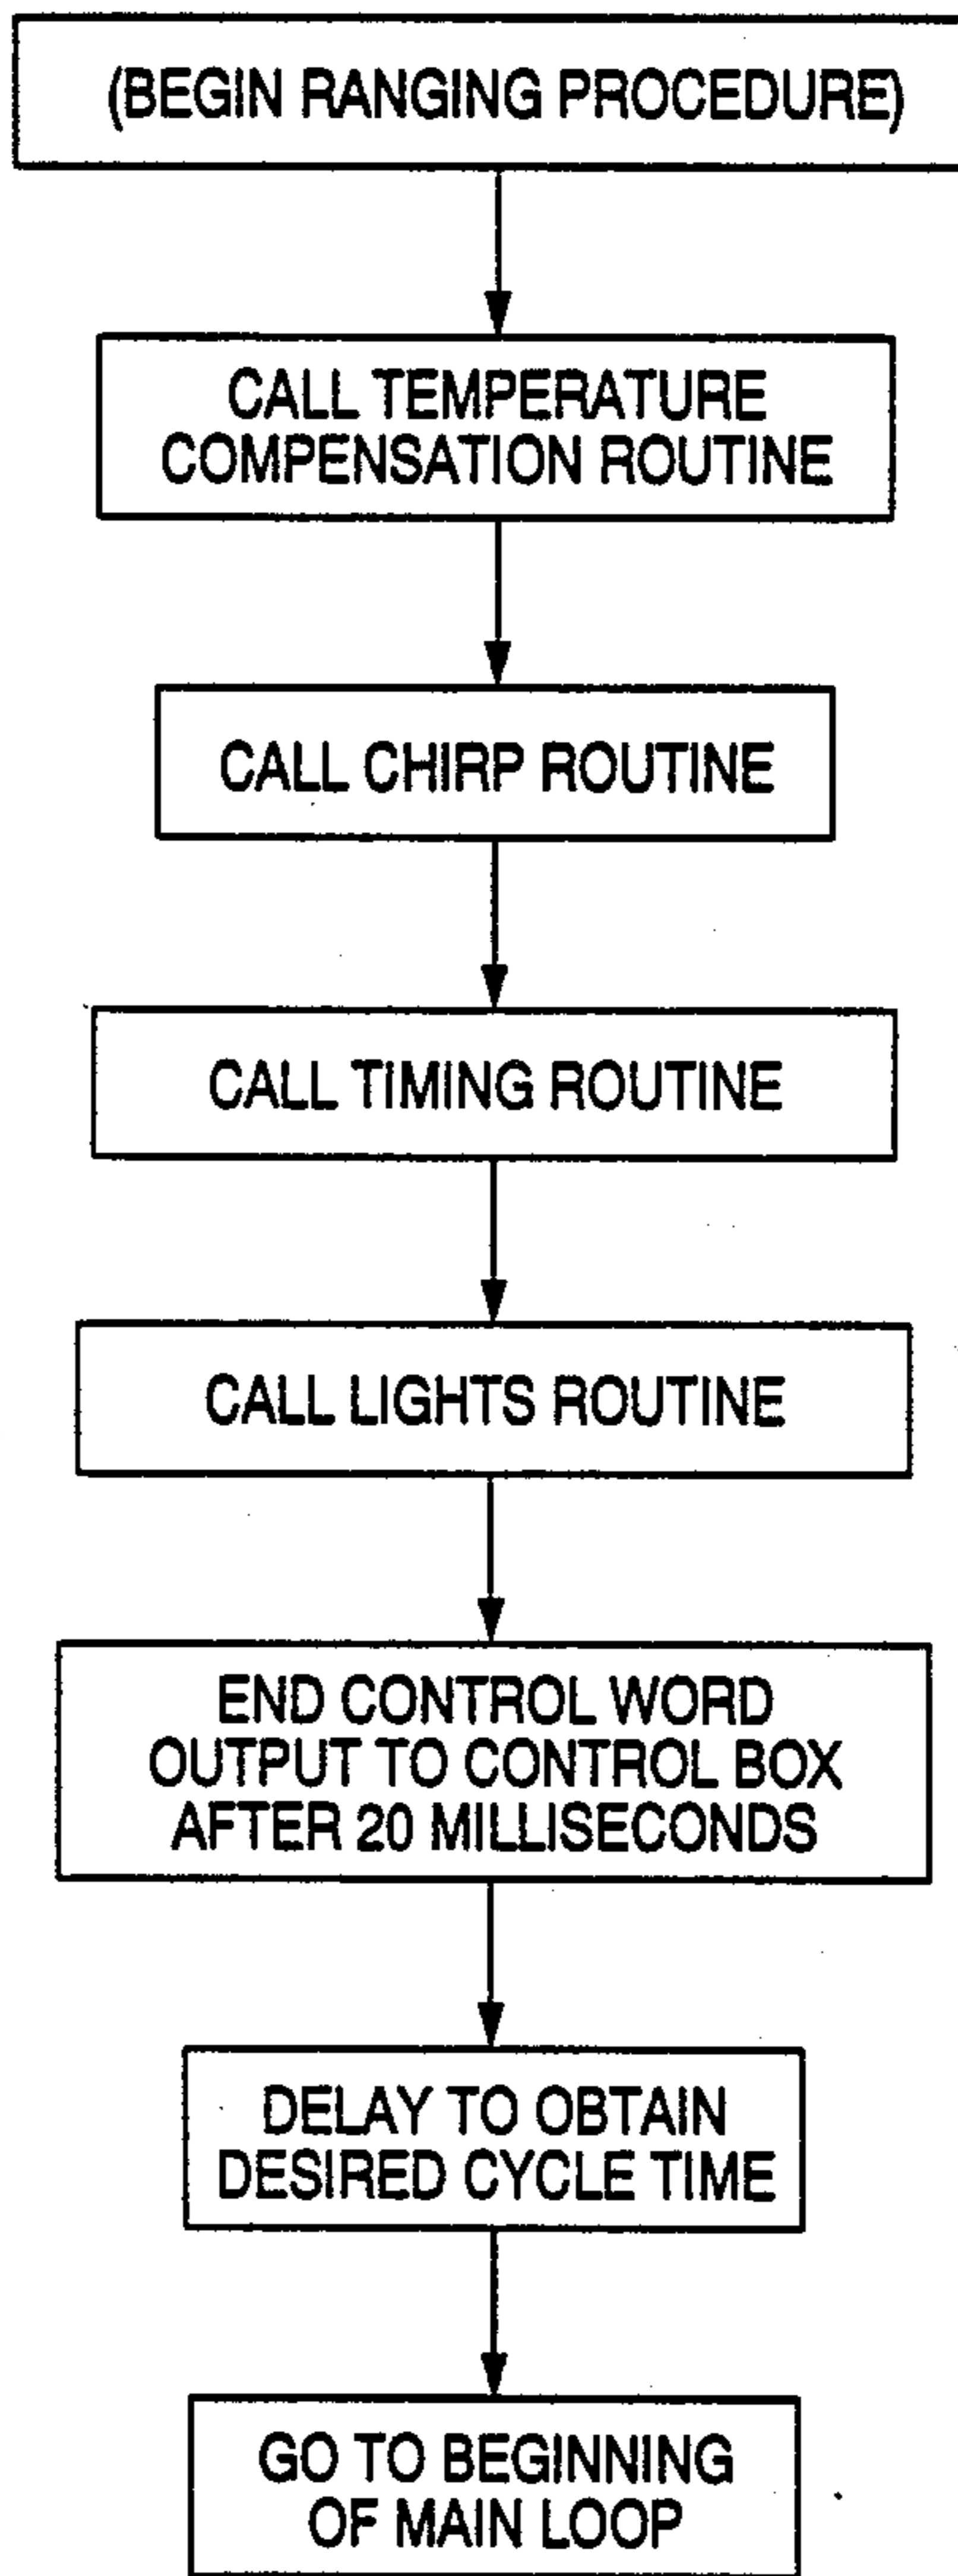 (BEGIN RANGING PROCEDURE)
CALL TEMPERATURE
COMPENSATION ROUTINE
CALL CHIRP ROUTINE
CALL TIMING ROUTINE
CALL LIGHTS ROUTINE
END CONTROL WORD
OUTPUT TO CONTROL BOX
AFTER 20 MILLISECONDS
DELAY TO OBTAIN
DESIRED CYCLE TIME
GO TO BEGINNING
OF MAIN LOOP